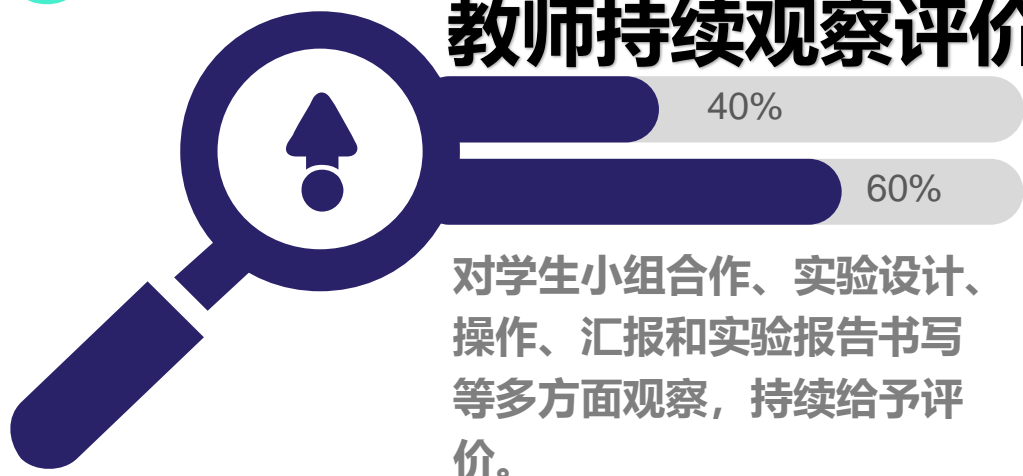 教师持续观察评价
40%
60%
对学生小组合作、实验设计、
操作、汇报和实验报告书写
等多方面观察，持续给予评
价。